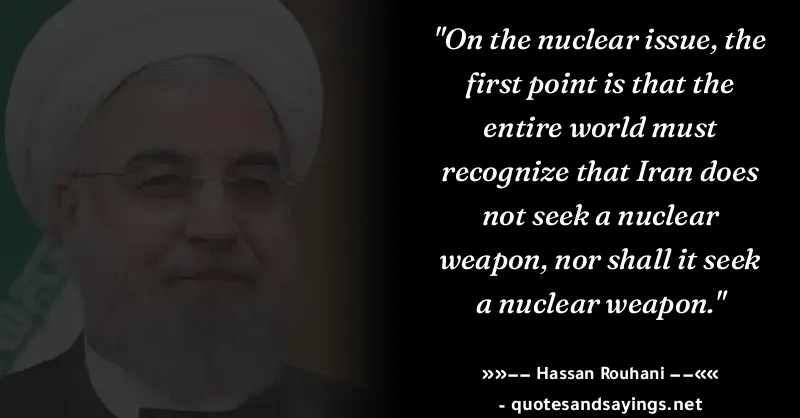 "On the nuclear issue, the
first point is that the
entire world must
recognize that Iran does
not seek a nuclear
weapon, nor shall it seek
a nuclear weapon."
»»−− Hassan Rouhani −−««
- quotesandsayings.net